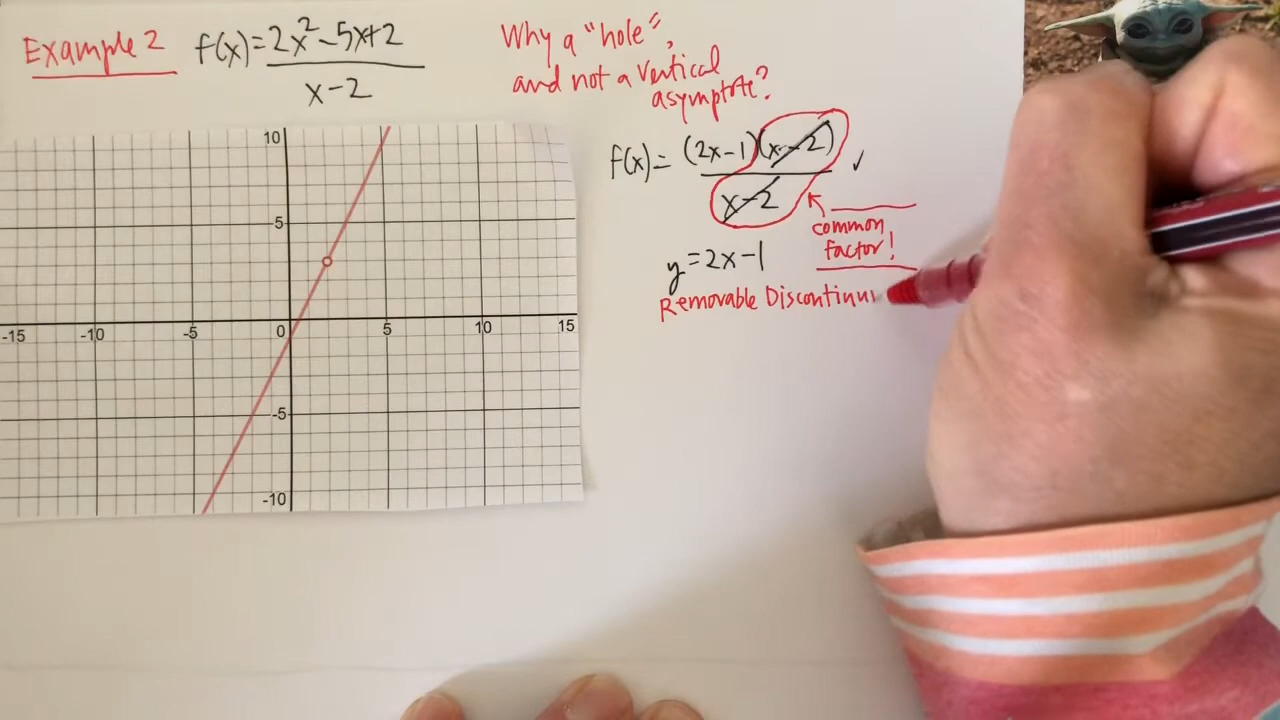 Example 2
f(x)=2x²-5x+2
x-2
Why a "hole",
and not a vertical
asymptote?
f(x)= (2x-1)(x-2)
x-2
common
factor!
y=2x-1
Removable Discontinu
10
5
-15 -10 -5 0 5 10 15
-5
-10